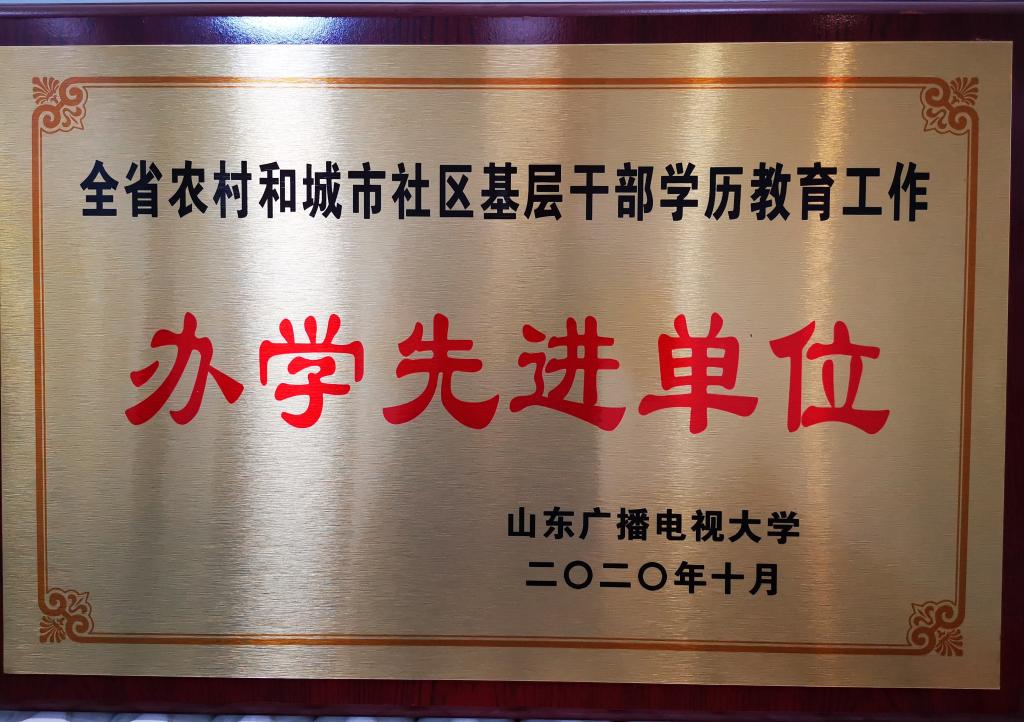 全省农村和城市社区基层干部学历教育工作
办学先进单位
山东广播电视大学
二〇二〇年十月